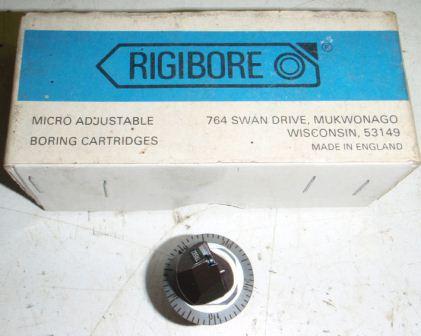 RIGIBORE ®
MICRO ADJUSTABLE
BORING CARTRIDGES
764 SWAN DRIVE, MUKWONAGO
WISCONSIN, 53149
MADE IN ENGLAND